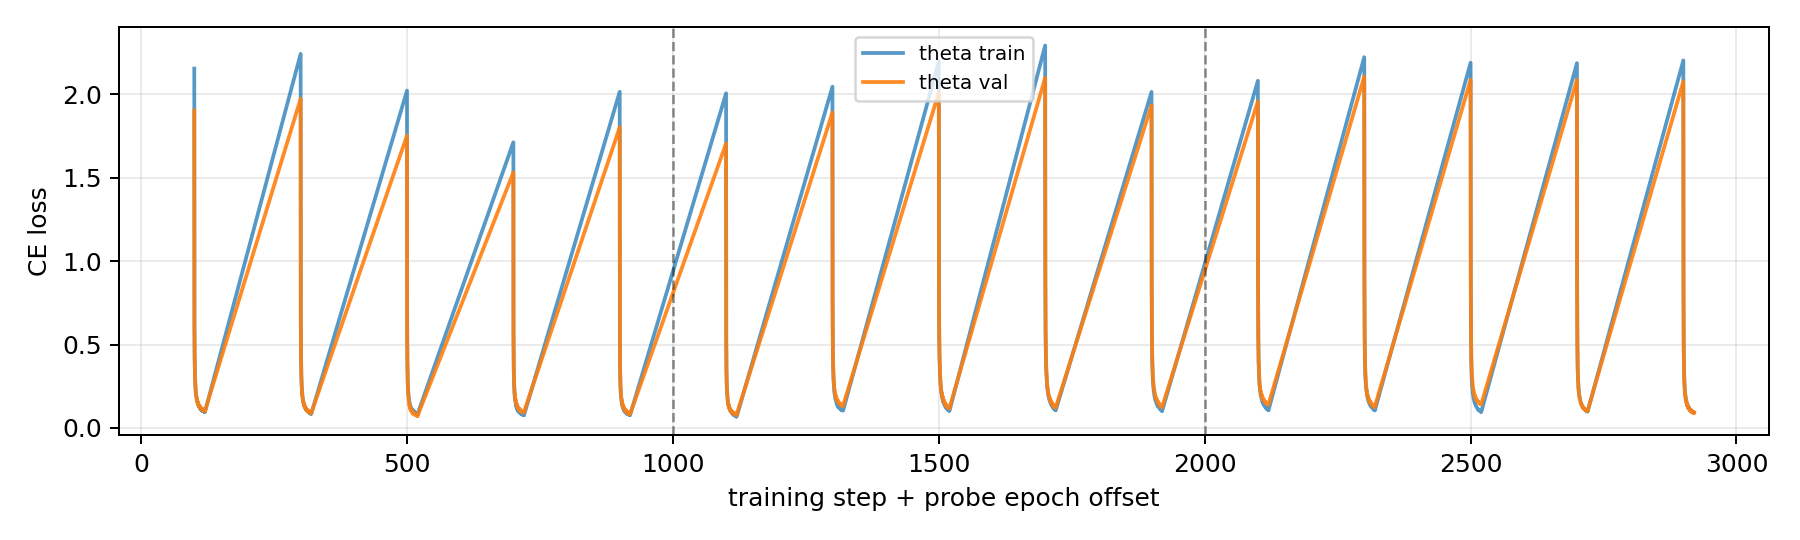 theta train
theta val
CE loss
2.0
1.5
1.0
0.5
0.0
0 500 1000 1500 2000 2500 3000
training step + probe epoch offset